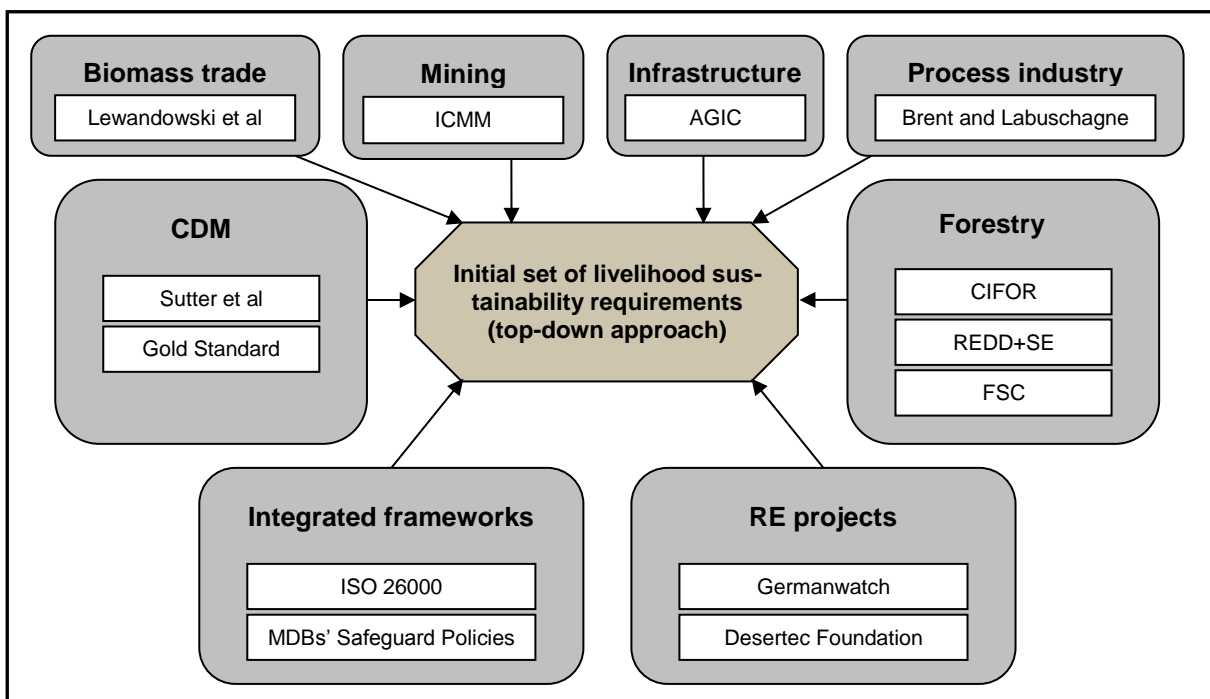 Biomass trade
Lewandowski et al
Mining
ICMM
Infrastructure
AGIC
Process industry
Brent and Labuschagne
CDM
Sutter et al
Gold Standard
Initial set of livelihood sus-
tainability requirements
(top-down approach)
Forestry
CIFOR
REDD+SE
FSC
Integrated frameworks
ISO 26000
MDBs’ Safeguard Policies
RE projects
Germanwatch
Desertec Foundation